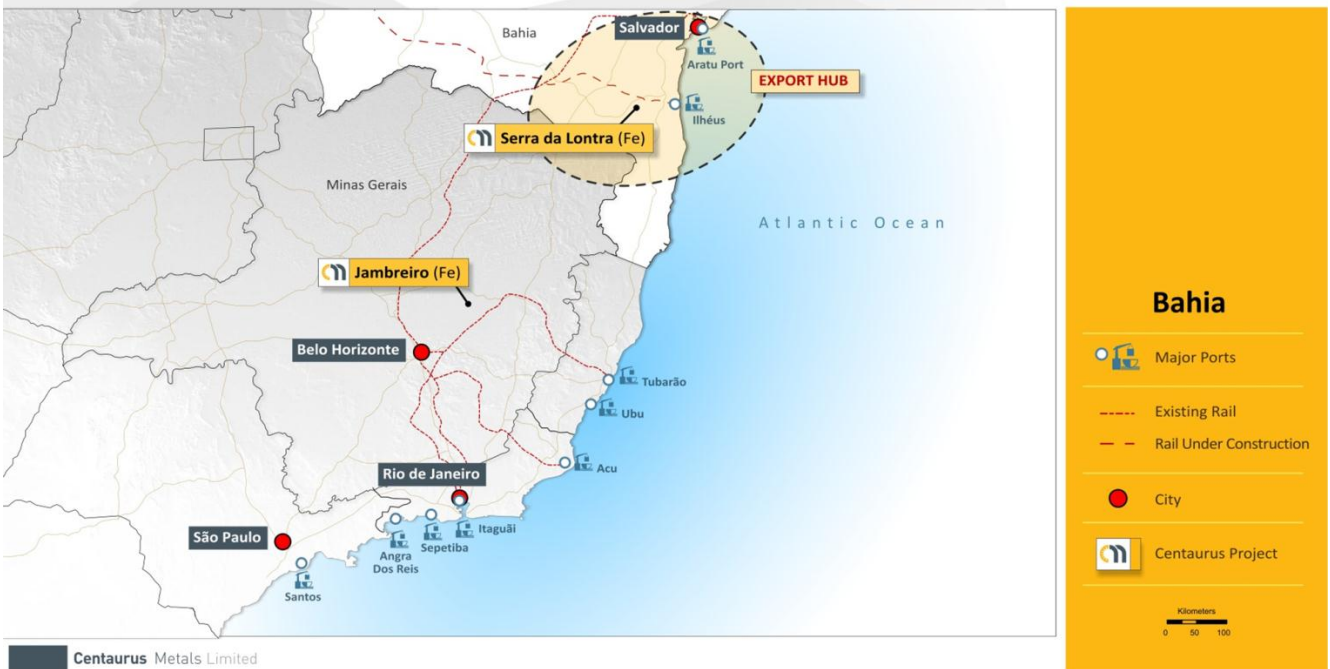 Bahia
Salvador
Aratu Port
EXPORT HUB
Ilhéus
Serra da Lontra (Fe)
Minas Gerais
Atlantic Ocean
Jambreiro (Fe)
Belo Horizonte
Tubarão
Ubu
Acu
Rio de Janeiro
Itaguãi
Sepetiba
Angra
Dos Reis
São Paulo
Santos
Bahia
Major Ports
Existing Rail
Rail Under Construction
City
Centaurus Project
Kilometers
0 50 100
Centaurus Metals Limited